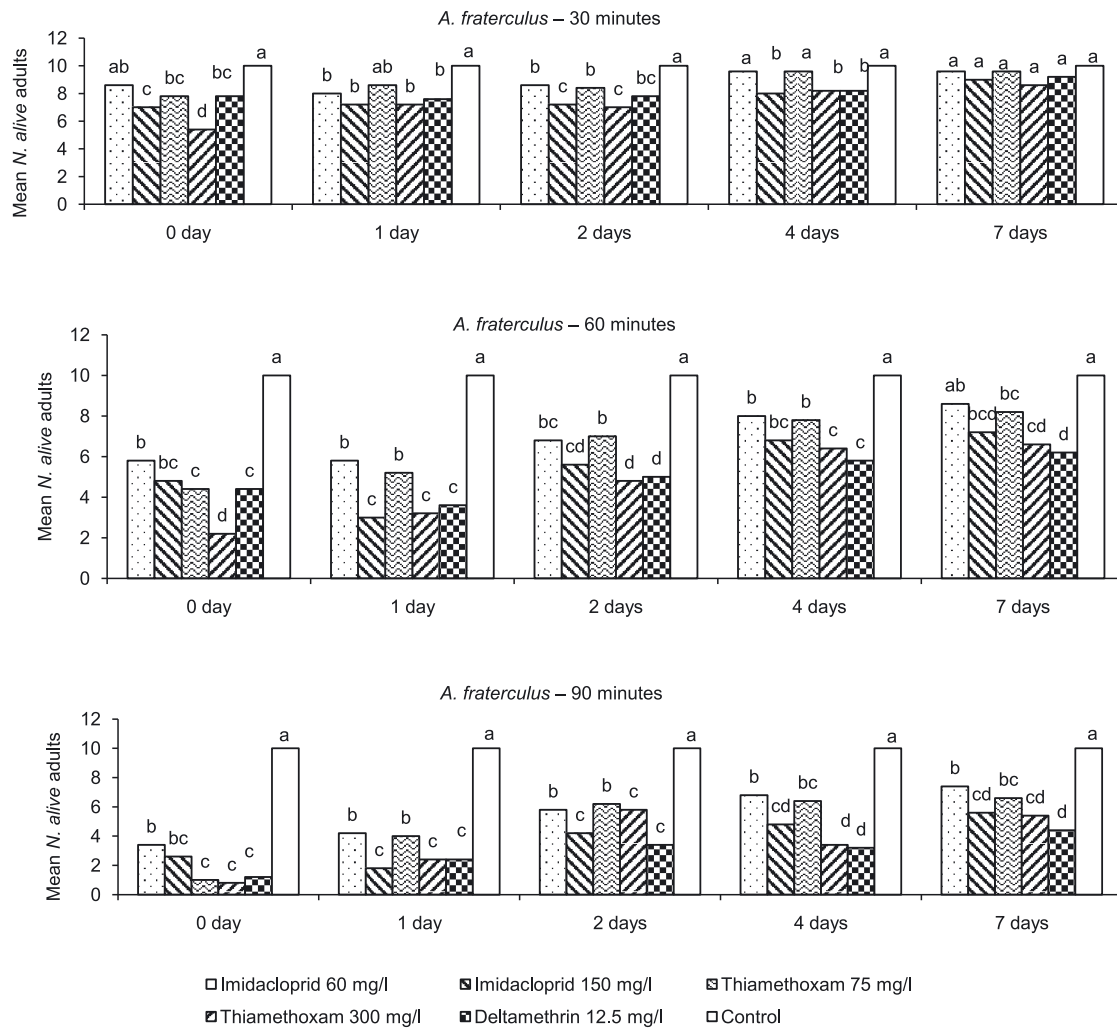 A. fraterculus – 30 minutes
Mean N. alive adults
12
10
8
6
4
2
0
ab c bc d bc a
b b ab b b a
b c b c bc a
a b a b b a
a a a a a a
0 day 1 day 2 days 4 days 7 days
A. fraterculus – 60 minutes
Mean N. alive adults
12
10
8
6
4
2
0
b bc c d c a
b c b c c a
bc cd b d d a
b bc b c c a
ab bcd bc cd d a
0 day 1 day 2 days 4 days 7 days
A. fraterculus – 90 minutes
Mean N. alive adults
12
10
8
6
4
2
0
b bc c c c a
b c b c c a
b c b c c a
b cd bc d d a
b cd bc cd d a
0 day 1 day 2 days 4 days 7 days
Imidacloprid 60 mg/l Imidacloprid 150 mg/l Thiamethoxam 75 mg/l
Thiamethoxam 300 mg/l Deltamethrin 12.5 mg/l Control